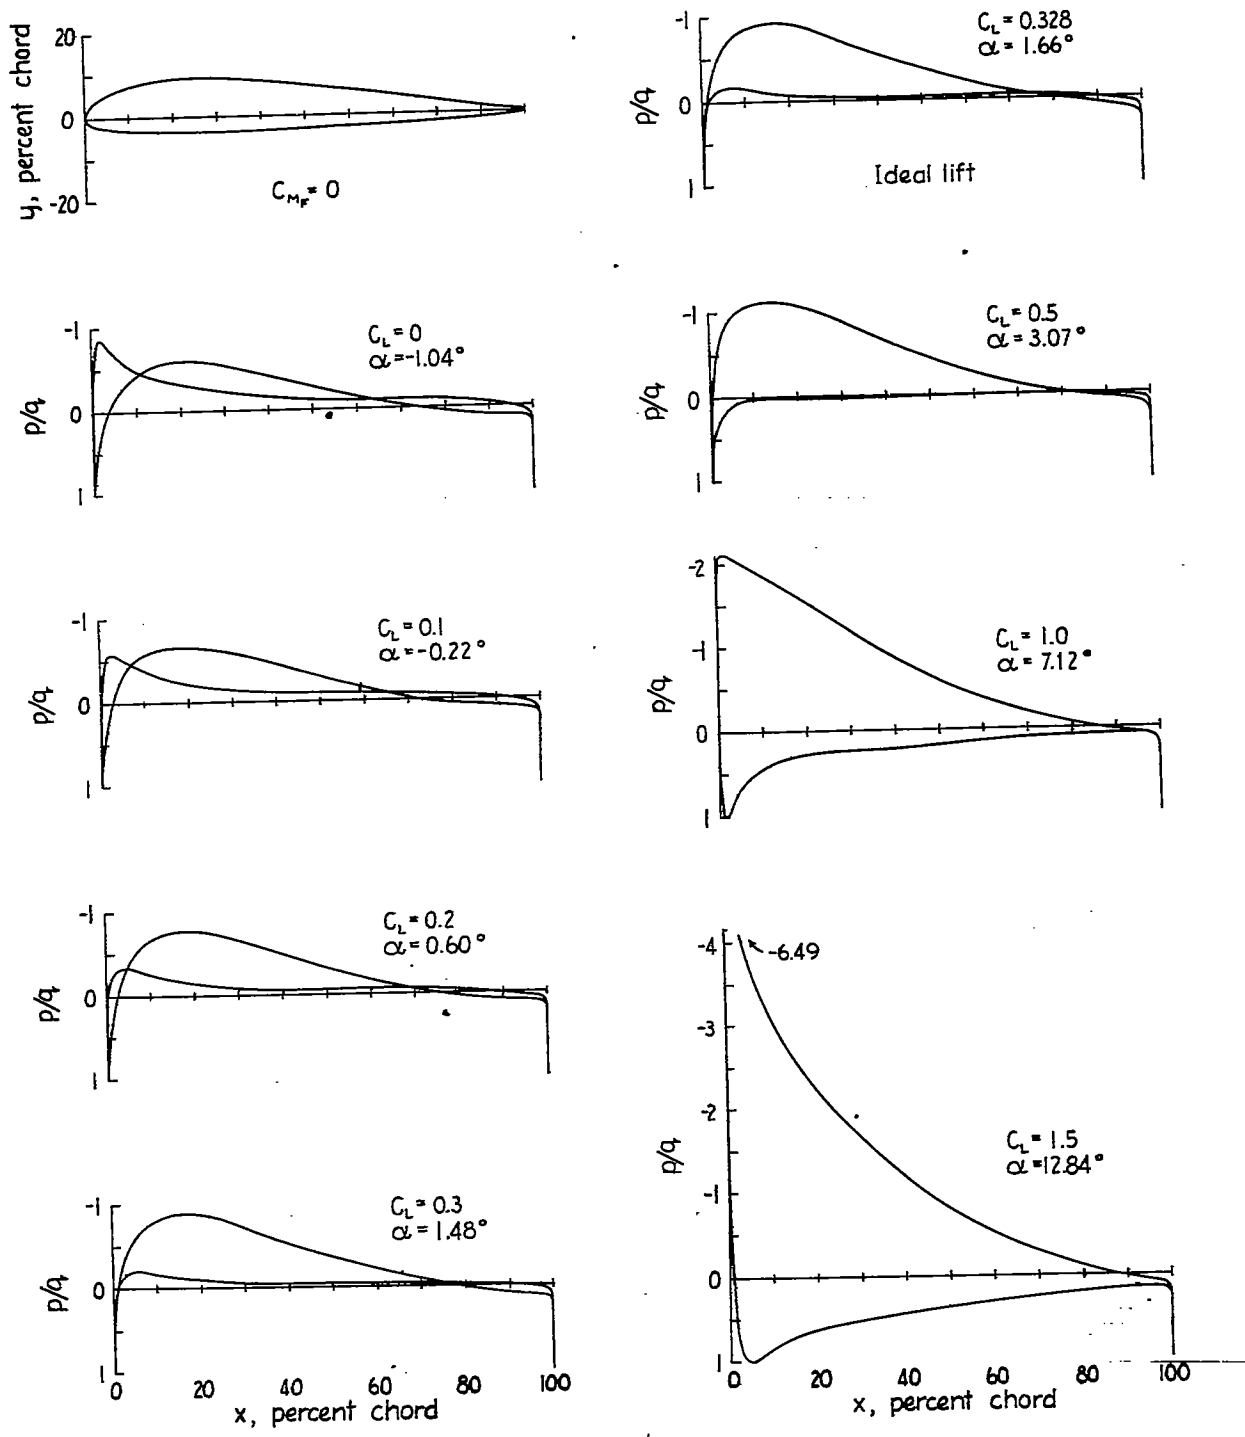 y, percent chord
20
0
-20
C_MF = 0
-1
0
1
p/q
C_L = 0
α = -1.04°
-1
0
1
p/q
C_L = 0.1
α = -0.22°
-1
0
1
p/q
C_L = 0.2
α = 0.60°
-1
0
1
p/q
C_L = 0.3
α = 1.48°
0 20 40 60 80 100
x, percent chord
-1
0
1
p/q
C_L = 0.328
α = 1.66°
Ideal lift
-1
0
1
p/q
C_L = 0.5
α = 3.07°
-2
-1
0
1
p/q
C_L = 1.0
α = 7.12°
-4
-3
-2
-1
0
1
p/q
-6.49
C_L = 1.5
α = 12.84°
0 20 40 60 80 100
x, percent chord